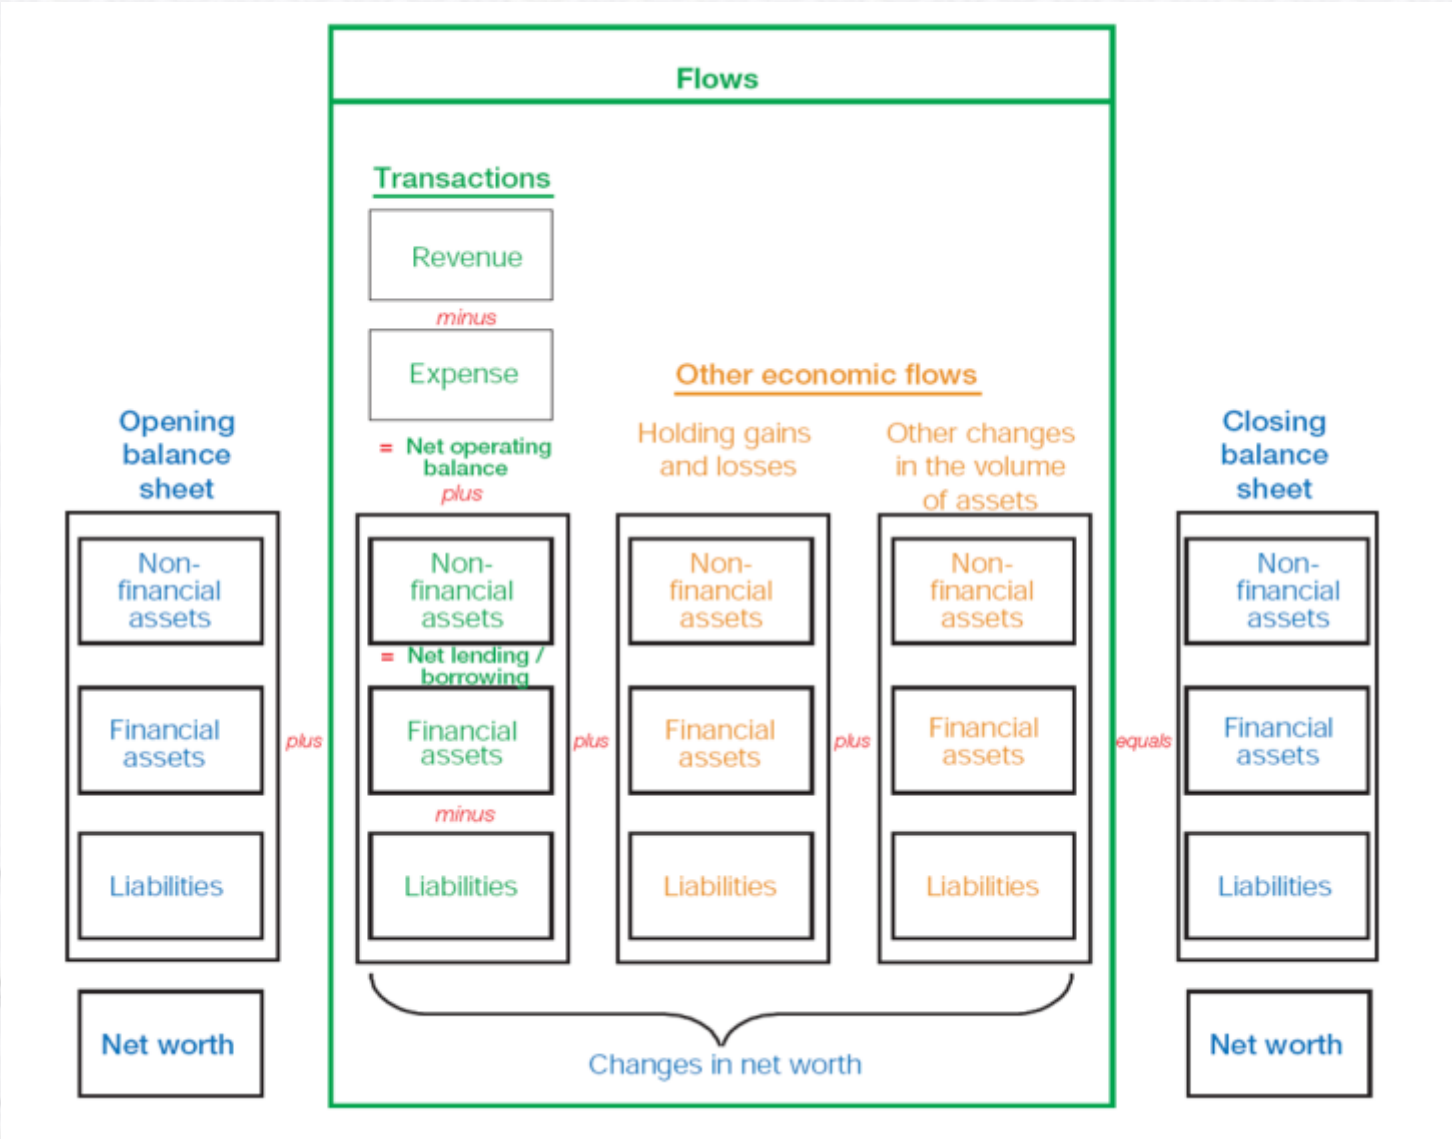 Flows
Transactions
Revenue
minus
Expense
= Net operating
balance
plus
Other economic flows
Holding gains
and losses
Other changes
in the volume
of assets
Opening
balance
sheet
Non-
financial
assets
Financial
assets
Liabilities
Net worth
plus
Non-
financial
assets
= Net lending /
borrowing
Financial
assets
minus
Liabilities
plus
Non-
financial
assets
Financial
assets
Liabilities
plus
Non-
financial
assets
Financial
assets
Liabilities
Changes in net worth
equals
Closing
balance
sheet
Non-
financial
assets
Financial
assets
Liabilities
Net worth